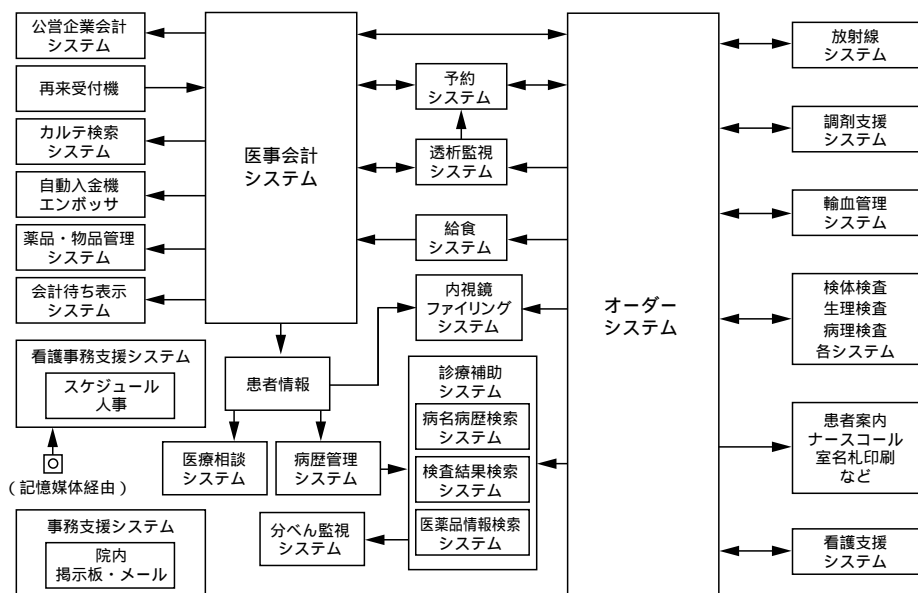 公営企業会計
システム
再来受付機
カルテ検索
システム
自動入金機
エンボッサ
薬品・物品管理
システム
会計待ち表示
システム
看護事務支援システム
スケジュール
人事
(記憶媒体経由)
事務支援システム
院内
掲示板・メール
医事会計
システム
患者情報
医療相談
システム
病歴管理
システム
分べん監視
システム
予約
システム
透析監視
システム
給食
システム
内視鏡
ファイリング
システム
診療補助
システム
病名病歴検索
システム
検査結果検索
システム
医薬品情報検索
システム
オーダー
システム
放射線
システム
調剤支援
システム
輸血管理
システム
検体検査
生理検査
病理検査
各システム
患者案内
ナースコール
室名札印刷
など
看護支援
システム